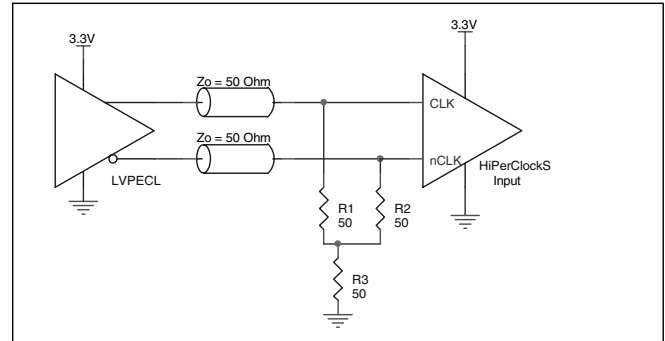 3.3V
3.3V
Zo = 50 Ohm
CLK
Zo = 50 Ohm
nCLK
LVPECL
HiPerClockS
Input
R1
50
R2
50
R3
50